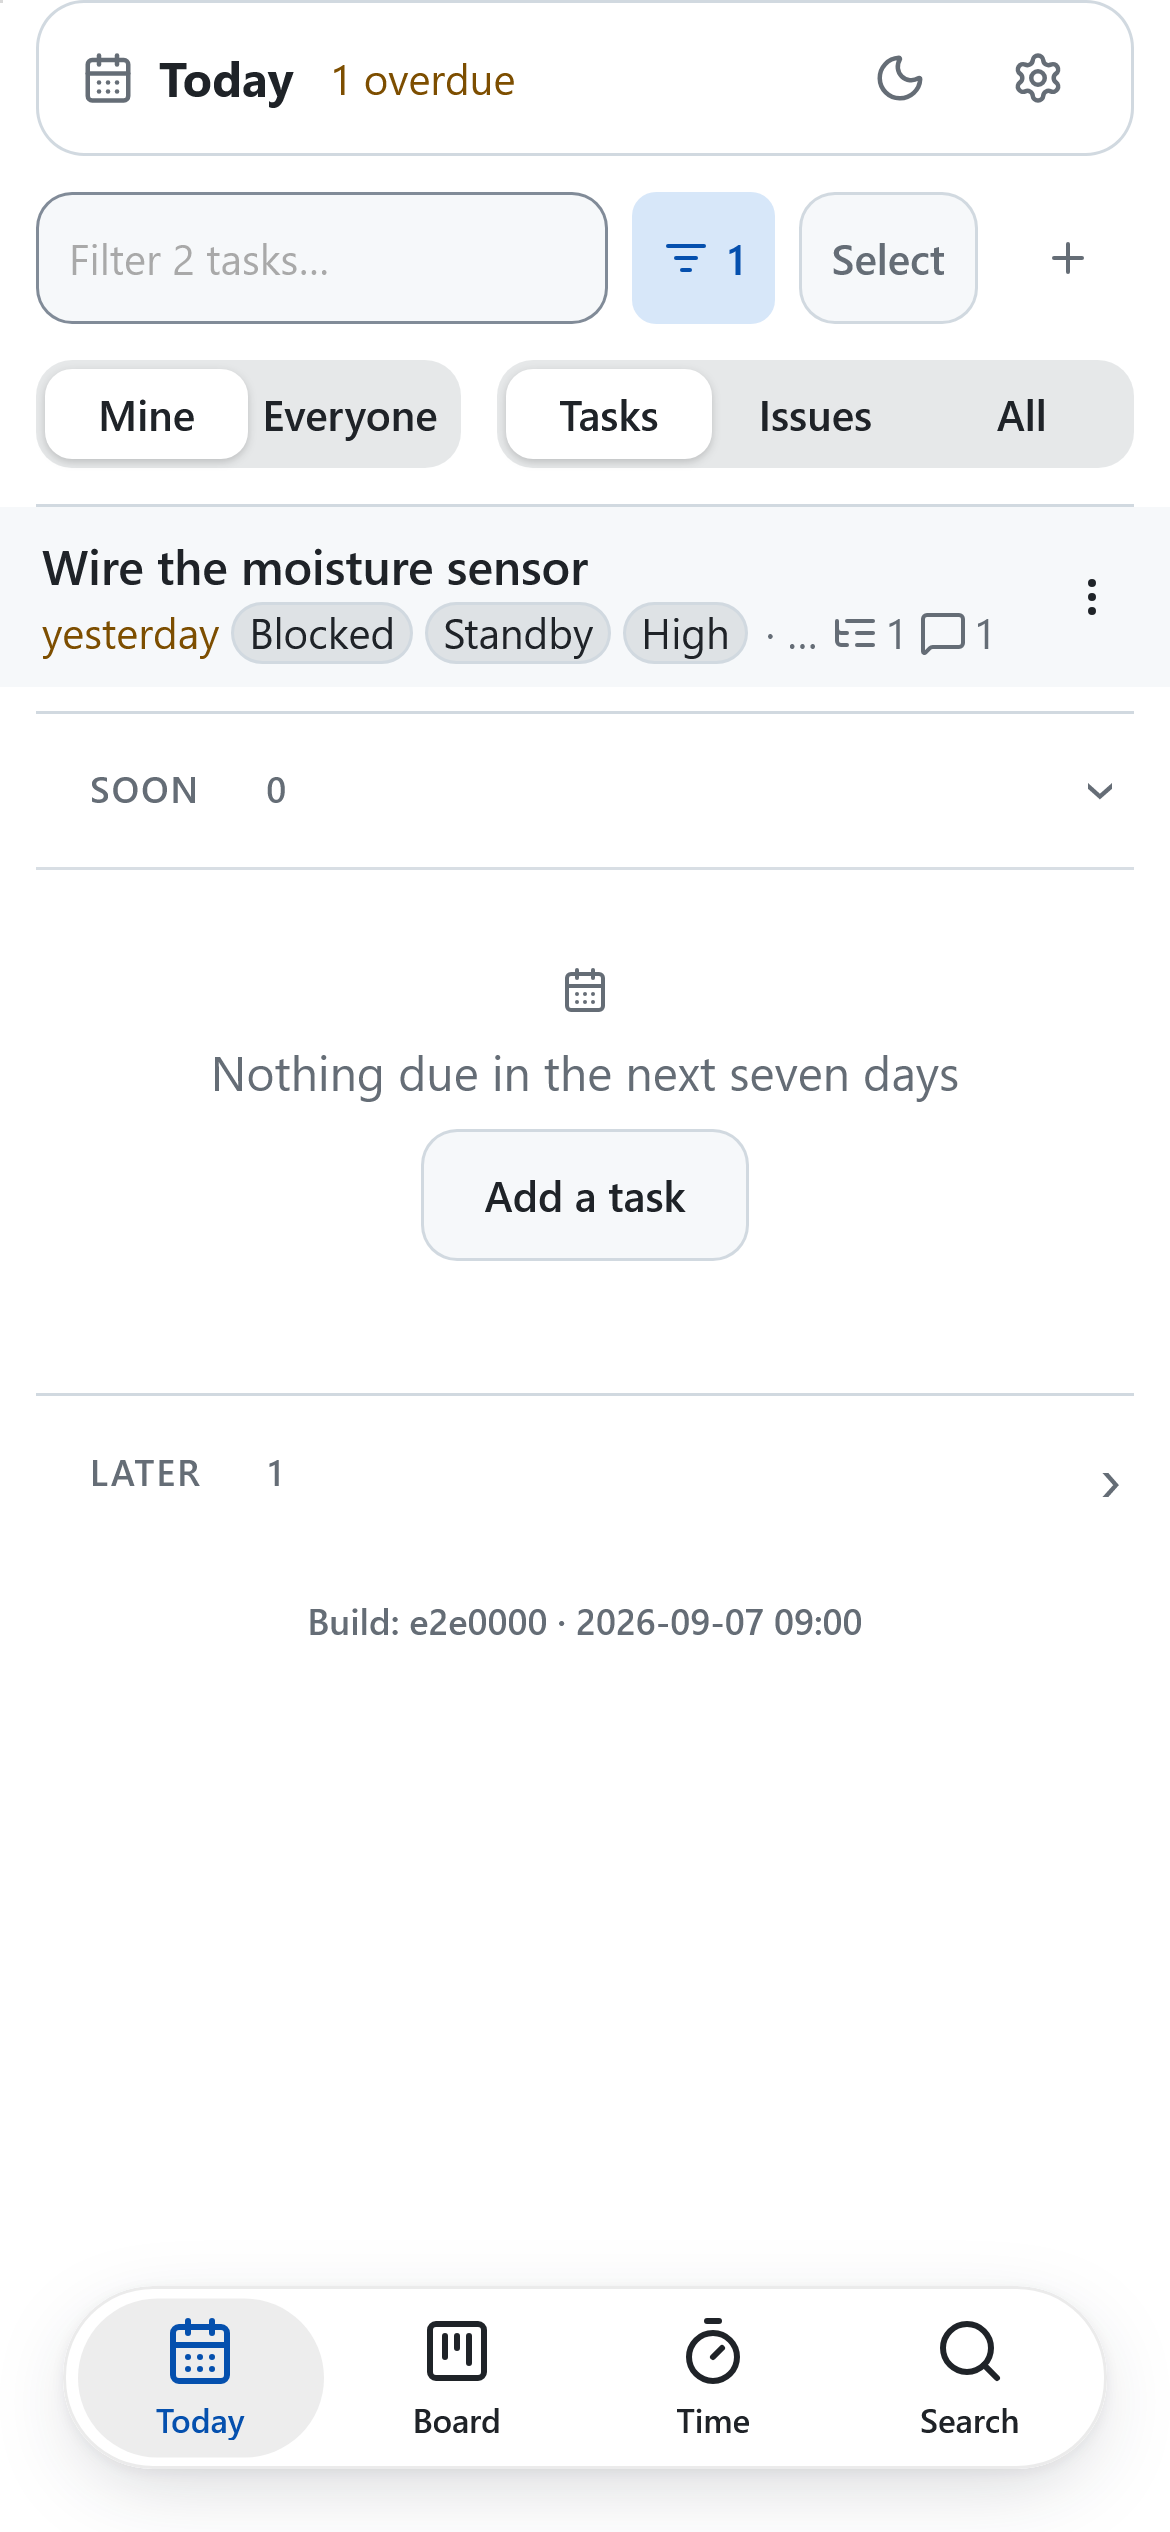 Today 1 overdue
Filter 2 tasks... 1 Select
Mine Everyone Tasks Issues All
Wire the moisture sensor
yesterday Blocked Standby High · ... 1 1
SOON 0
Nothing due in the next seven days
Add a task
LATER 1
Build: e2e0000 · 2026-09-07 09:00
Today Board Time Search